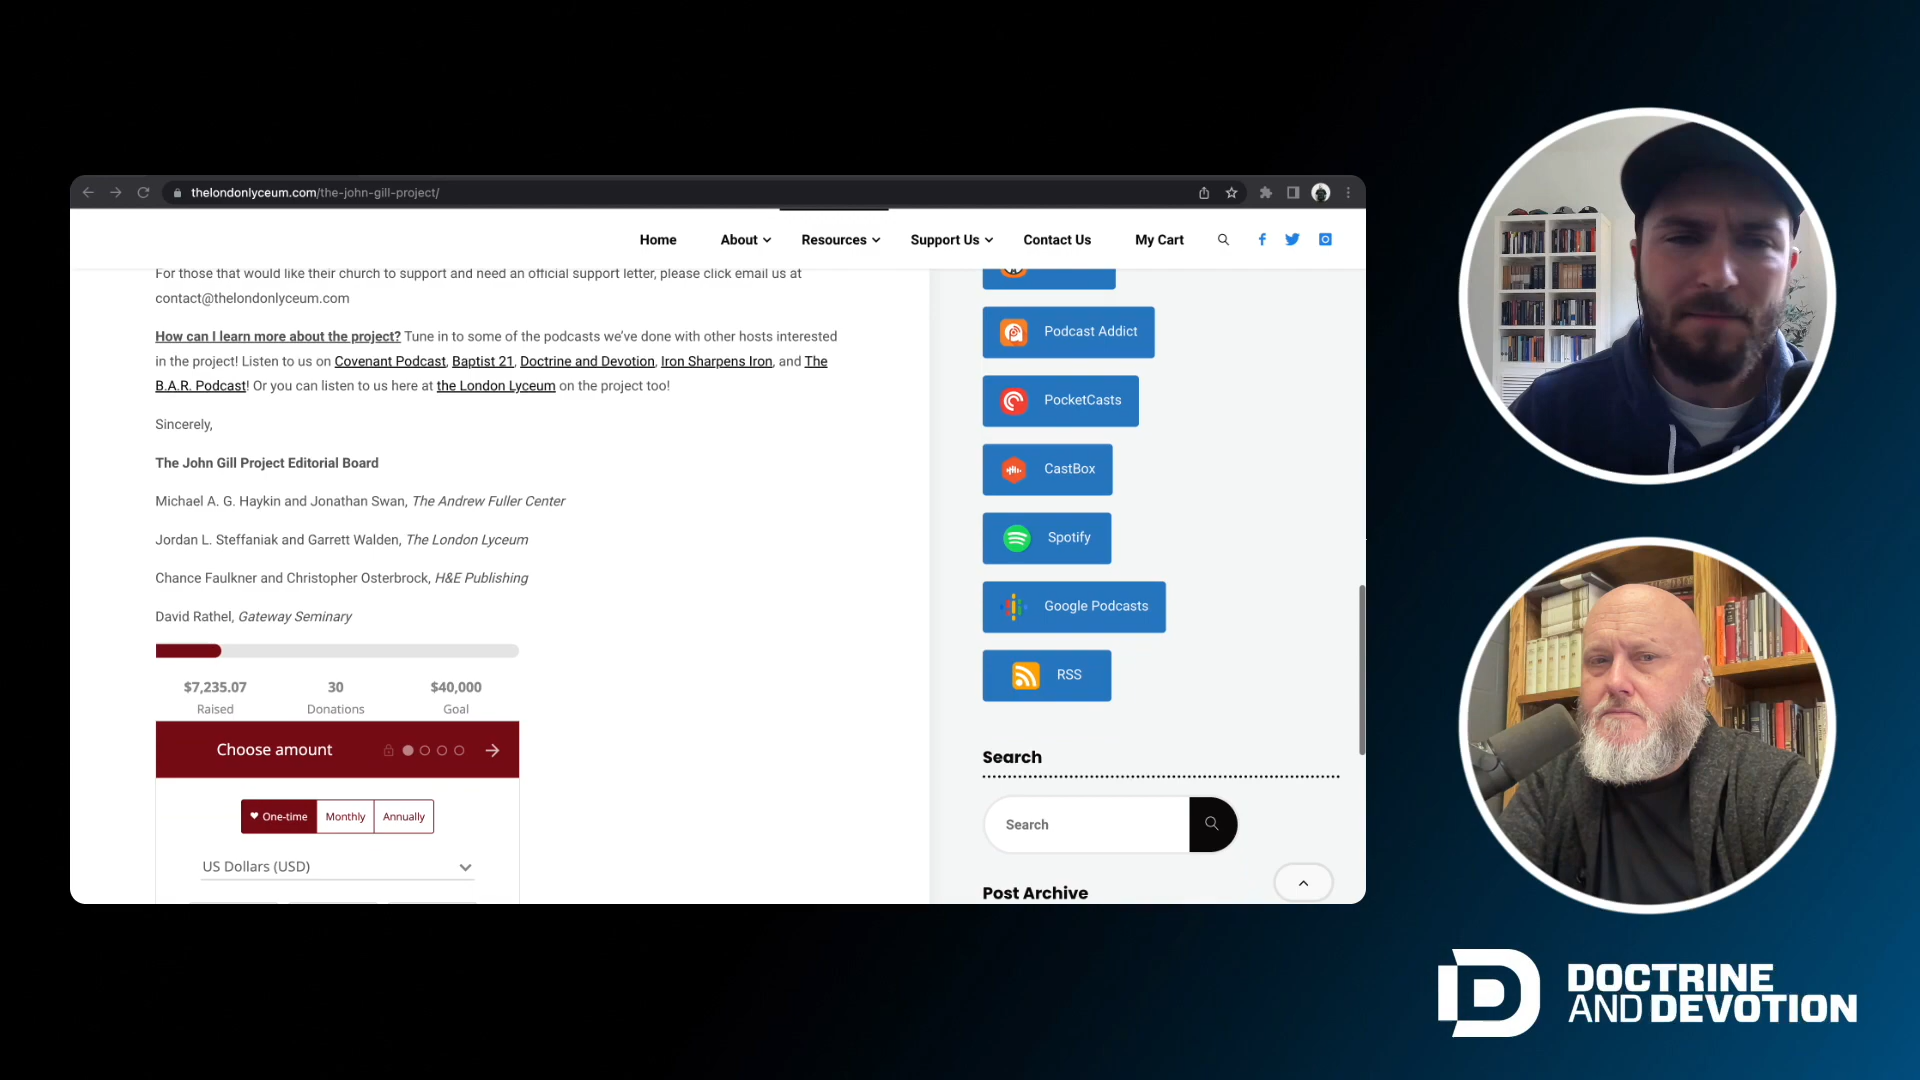 thelondonlyceum.com/the-john-gill-project/
Home About Resources Support Us Contact Us My Cart
For those that would like their church to support and need an official support letter, please click email us at
contact@thelondonlyceum.com
How can I learn more about the project? Tune in to some of the podcasts we've done with other hosts interested
in the project! Listen to us on Covenant Podcast, Baptist 21, Doctrine and Devotion, Iron Sharpens Iron, and The
B.A.R. Podcast! Or you can listen to us here at the London Lyceum on the project too!
Sincerely,
The John Gill Project Editorial Board
Michael A. G. Haykin and Jonathan Swan, The Andrew Fuller Center
Jordan L. Steffaniak and Garrett Walden, The London Lyceum
Chance Faulkner and Christopher Osterbrock, H&E Publishing
David Rathel, Gateway Seminary
$7,235.07 30 $40,000
Raised Donations Goal
Choose amount
One-time Monthly Annually
US Dollars (USD)
Podcast Addict
PocketCasts
CastBox
Spotify
Google Podcasts
RSS
Search
Search
Post Archive
DOCTRINE
AND DEVOTION